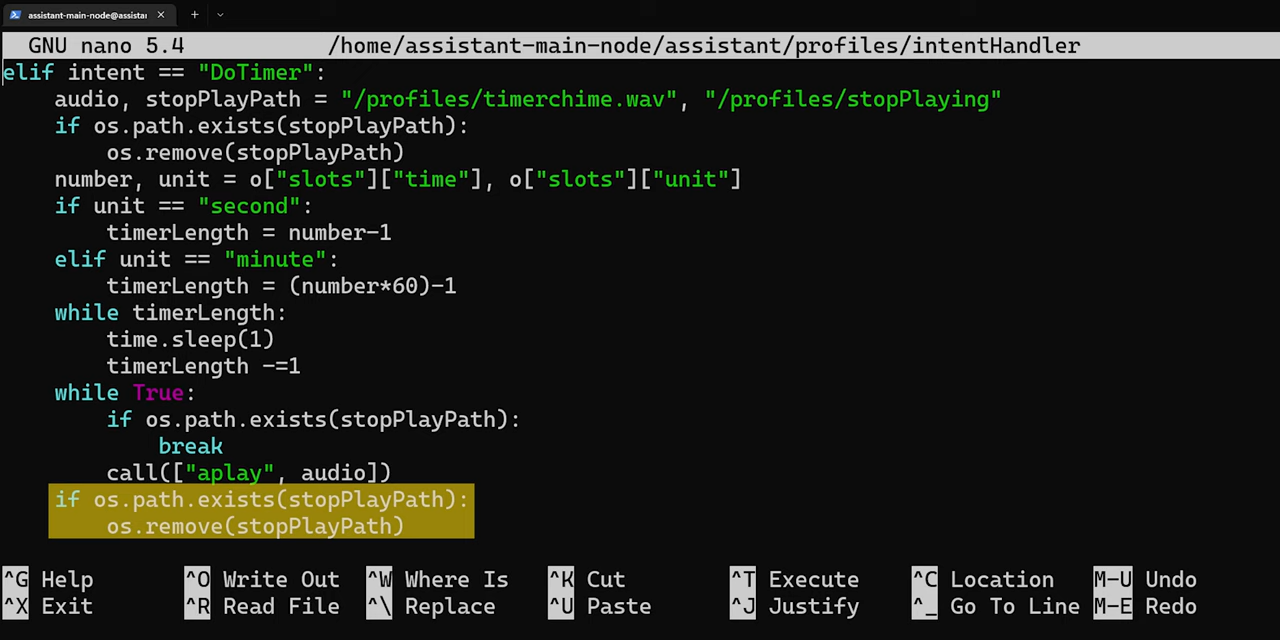 assistant-main-node@assistan
GNU nano 5.4 /home/assistant-main-node/assistant/profiles/intentHandler
elif intent == "DoTimer":
    audio, stopPlayPath = "/profiles/timerchime.wav", "/profiles/stopPlaying"
    if os.path.exists(stopPlayPath):
        os.remove(stopPlayPath)
    number, unit = o["slots"]["time"], o["slots"]["unit"]
    if unit == "second":
        timerLength = number-1
    elif unit == "minute":
        timerLength = (number*60)-1
    while timerLength:
        time.sleep(1)
        timerLength -=1
    while True:
        if os.path.exists(stopPlayPath):
            break
        call(["aplay", audio])
    if os.path.exists(stopPlayPath):
        os.remove(stopPlayPath)
^G Help ^O Write Out ^W Where Is ^K Cut ^T Execute ^C Location M-U Undo
^X Exit ^R Read File ^\ Replace ^U Paste ^J Justify ^_ Go To Line M-E Redo